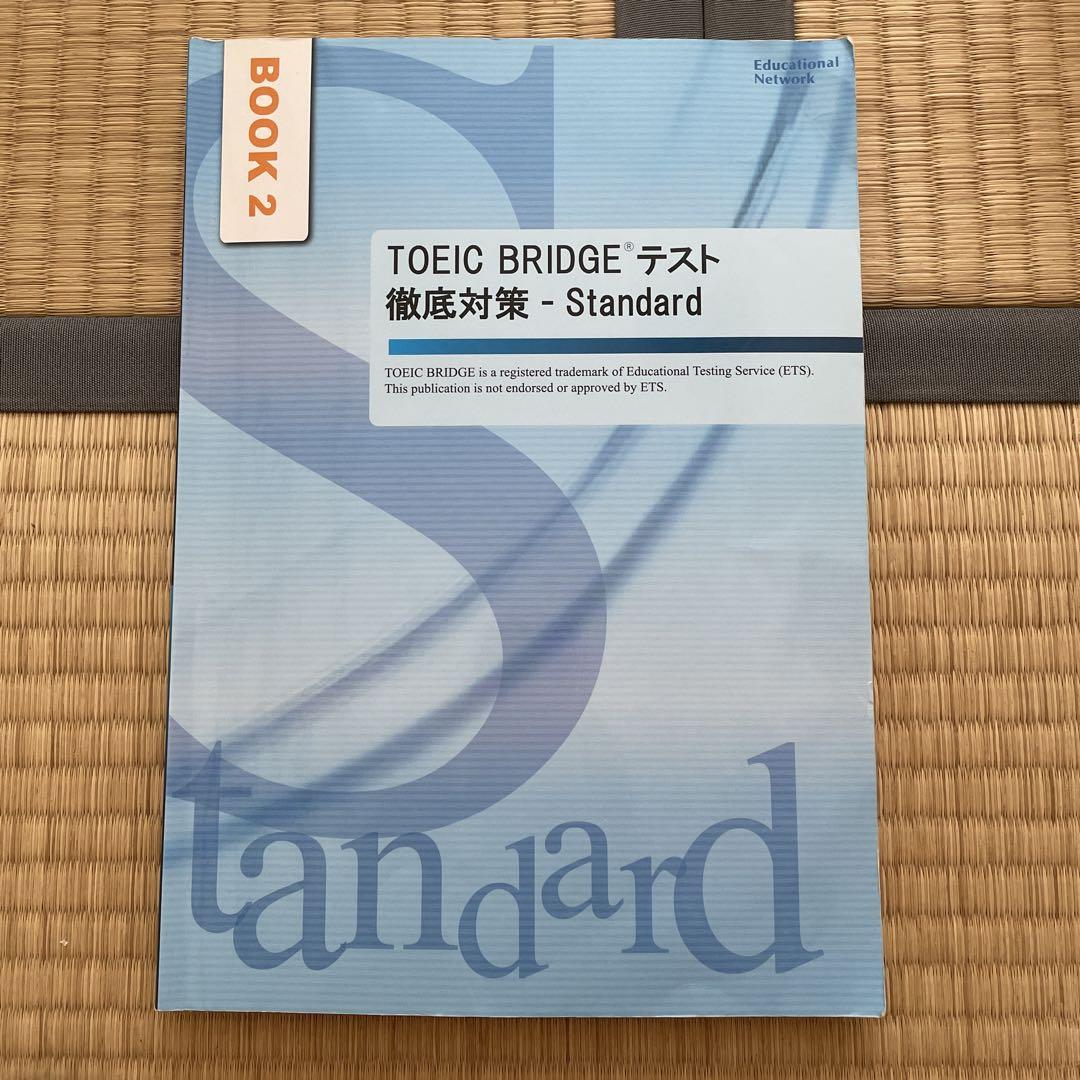 BOOK 2
Educational
Network
TOEIC BRIDGE®テスト
徹底対策 - Standard
TOEIC BRIDGE is a registered trademark of Educational Testing Service (ETS).
This publication is not endorsed or approved by ETS.
Standard